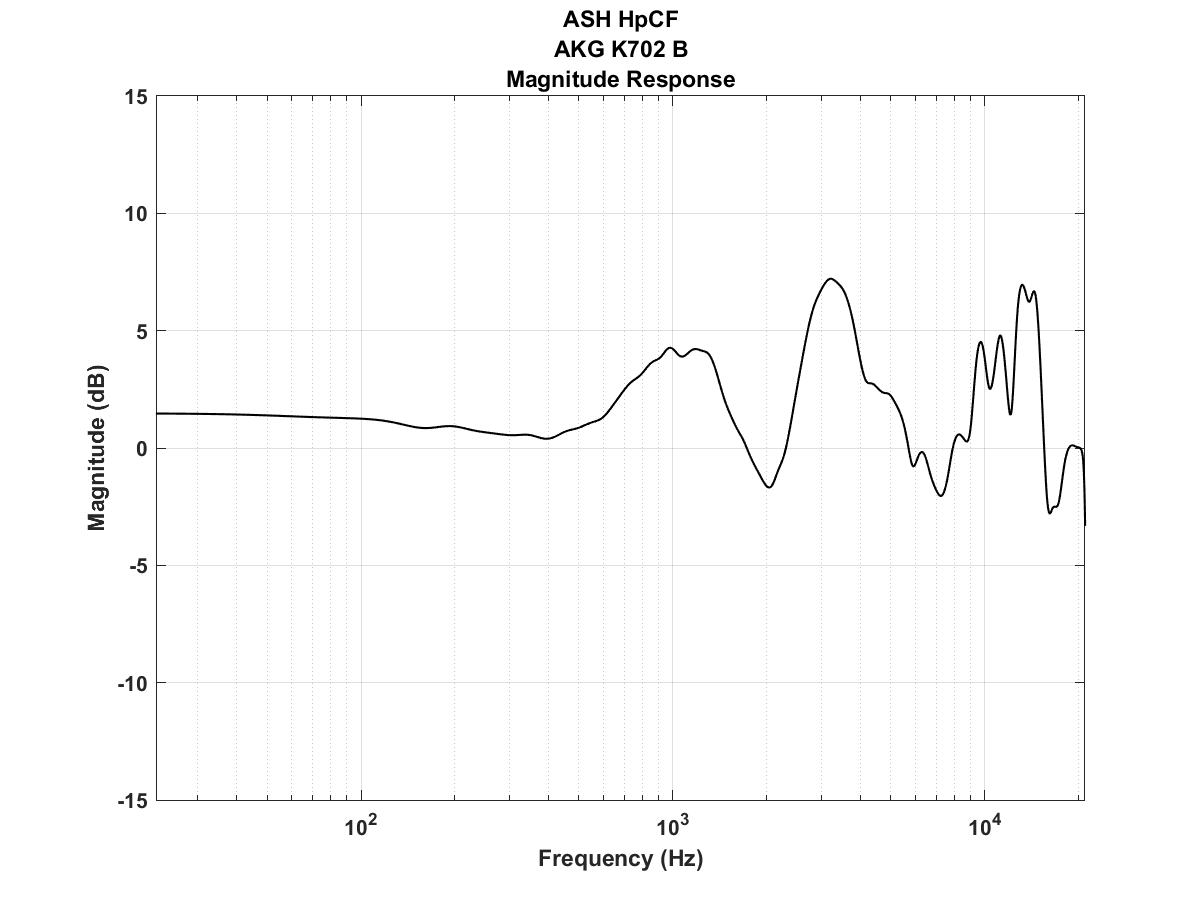 ASH HpCF
AKG K702 B
Magnitude Response
15
10
5
0
-5
-10
-15
Magnitude (dB)
10²
10³
10⁴
Frequency (Hz)